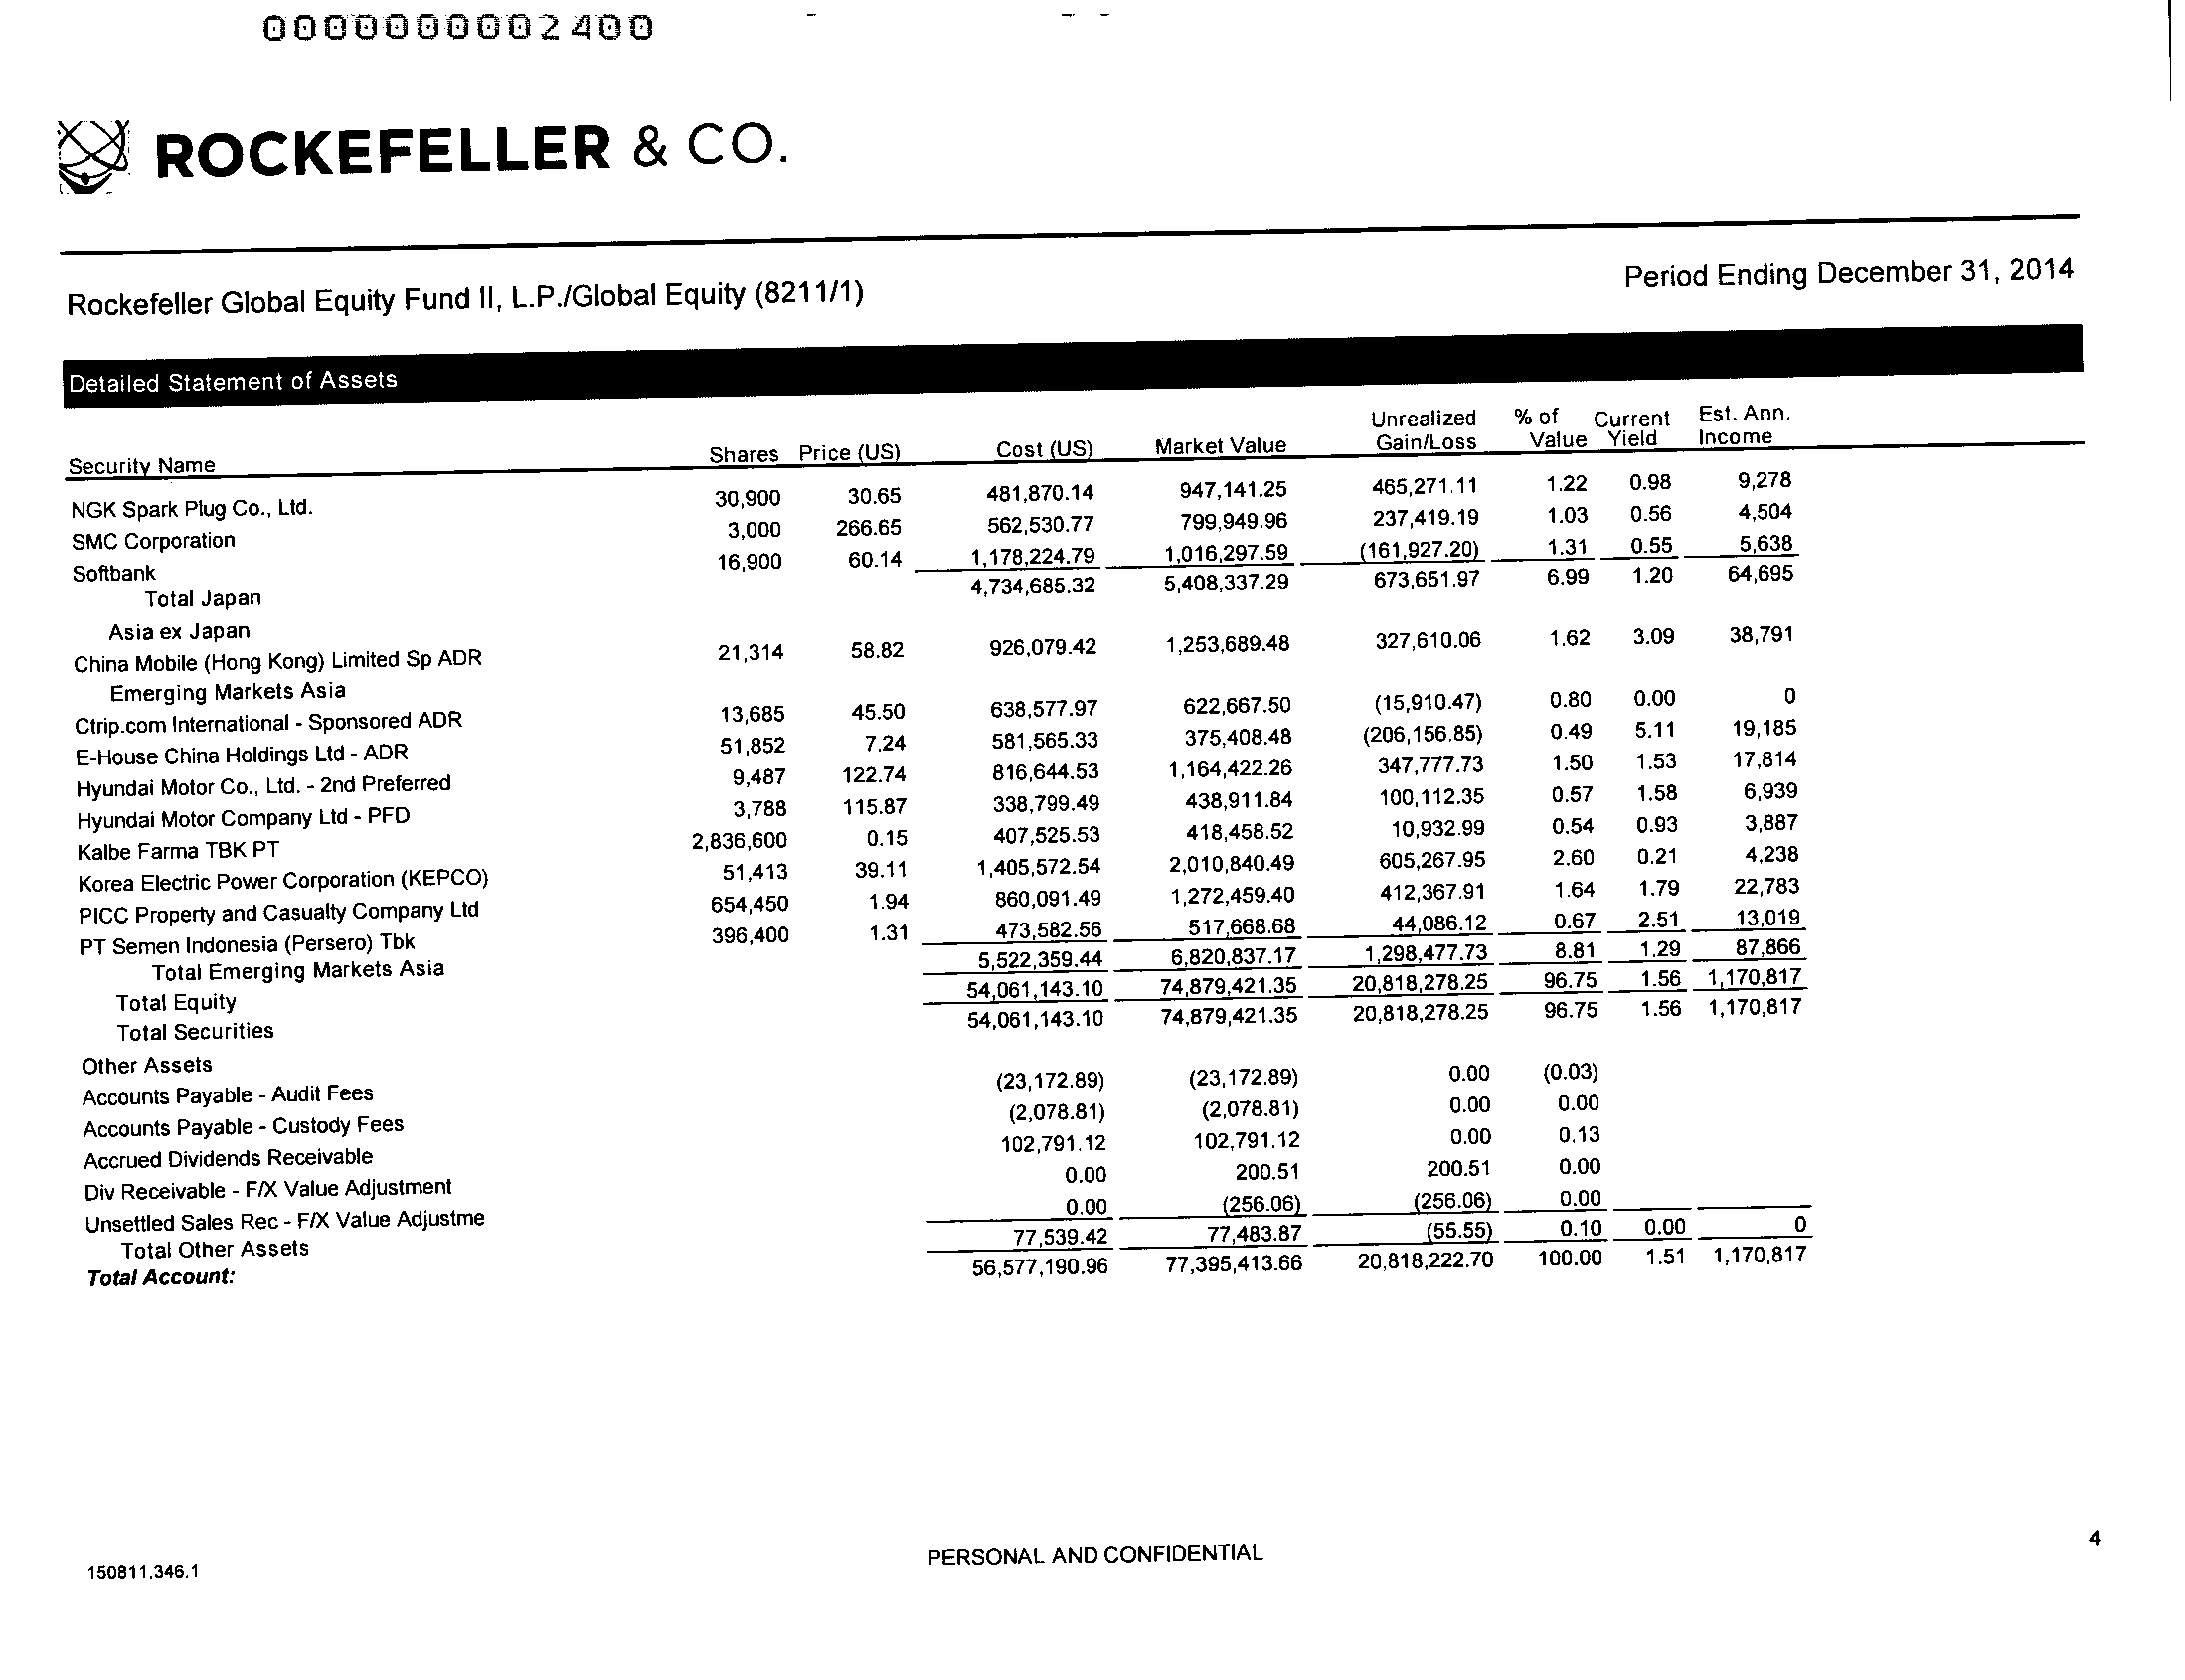 0000000002400
ROCKEFELLER & CO.
Rockefeller Global Equity Fund II, L.P./Global Equity (8211/1) Period Ending December 31, 2014
Detailed Statement of Assets
Unrealized % of Current Est. Ann.
Security Name Shares Price (US) Cost (US) Market Value Gain/Loss Value Yield Income
NGK Spark Plug Co., Ltd. 30,900 30.65 481,870.14 947,141.25 465,271.11 1.22 0.98 9,278
SMC Corporation 3,000 266.65 562,530.77 799,949.96 237,419.19 1.03 0.56 4,504
Softbank 16,900 60.14 1,178,224.79 1,016,297.59 (161,927.20) 1.31 0.55 5,638
Total Japan 4,734,685.32 5,408,337.29 673,651.97 6.99 1.20 64,695
Asia ex Japan
China Mobile (Hong Kong) Limited Sp ADR 21,314 58.82 926,079.42 1,253,689.48 327,610.06 1.62 3.09 38,791
Emerging Markets Asia
Ctrip.com International - Sponsored ADR 13,685 45.50 638,577.97 622,667.50 (15,910.47) 0.80 0.00 0
E-House China Holdings Ltd - ADR 51,852 7.24 581,565.33 375,408.48 (206,156.85) 0.49 5.11 19,185
Hyundai Motor Co., Ltd. - 2nd Preferred 9,487 122.74 816,644.53 1,164,422.26 347,777.73 1.50 1.53 17,814
Hyundai Motor Company Ltd - PFD 3,788 115.87 338,799.49 438,911.84 100,112.35 0.57 1.58 6,939
Kalbe Farma TBK PT 2,836,600 0.15 407,525.53 418,458.52 10,932.99 0.54 0.93 3,887
Korea Electric Power Corporation (KEPCO) 51,413 39.11 1,405,572.54 2,010,840.49 605,267.95 2.60 0.21 4,238
PICC Property and Casualty Company Ltd 654,450 1.94 860,091.49 1,272,459.40 412,367.91 1.64 1.79 22,783
PT Semen Indonesia (Persero) Tbk 396,400 1.31 473,582.56 517,668.68 44,086.12 0.67 2.51 13,019
Total Emerging Markets Asia 5,522,359.44 6,820,837.17 1,298,477.73 8.81 1.29 87,866
Total Equity 54,061,143.10 74,879,421.35 20,818,278.25 96.75 1.56 1,170,817
Total Securities 54,061,143.10 74,879,421.35 20,818,278.25 96.75 1.56 1,170,817
Other Assets
Accounts Payable - Audit Fees (23,172.89) (23,172.89) 0.00 (0.03)
Accounts Payable - Custody Fees (2,078.81) (2,078.81) 0.00 0.00
Accrued Dividends Receivable 102,791.12 102,791.12 0.00 0.13
Div Receivable - F/X Value Adjustment 0.00 200.51 200.51 0.00
Unsettled Sales Rec - F/X Value Adjustme 0.00 (256.06) (256.06) 0.00
Total Other Assets 77,539.42 77,483.87 (55.55) 0.10 0.00 0
Total Account: 56,577,190.96 77,395,413.66 20,818,222.70 100.00 1.51 1,170,817
150811.346.1 PERSONAL AND CONFIDENTIAL 4